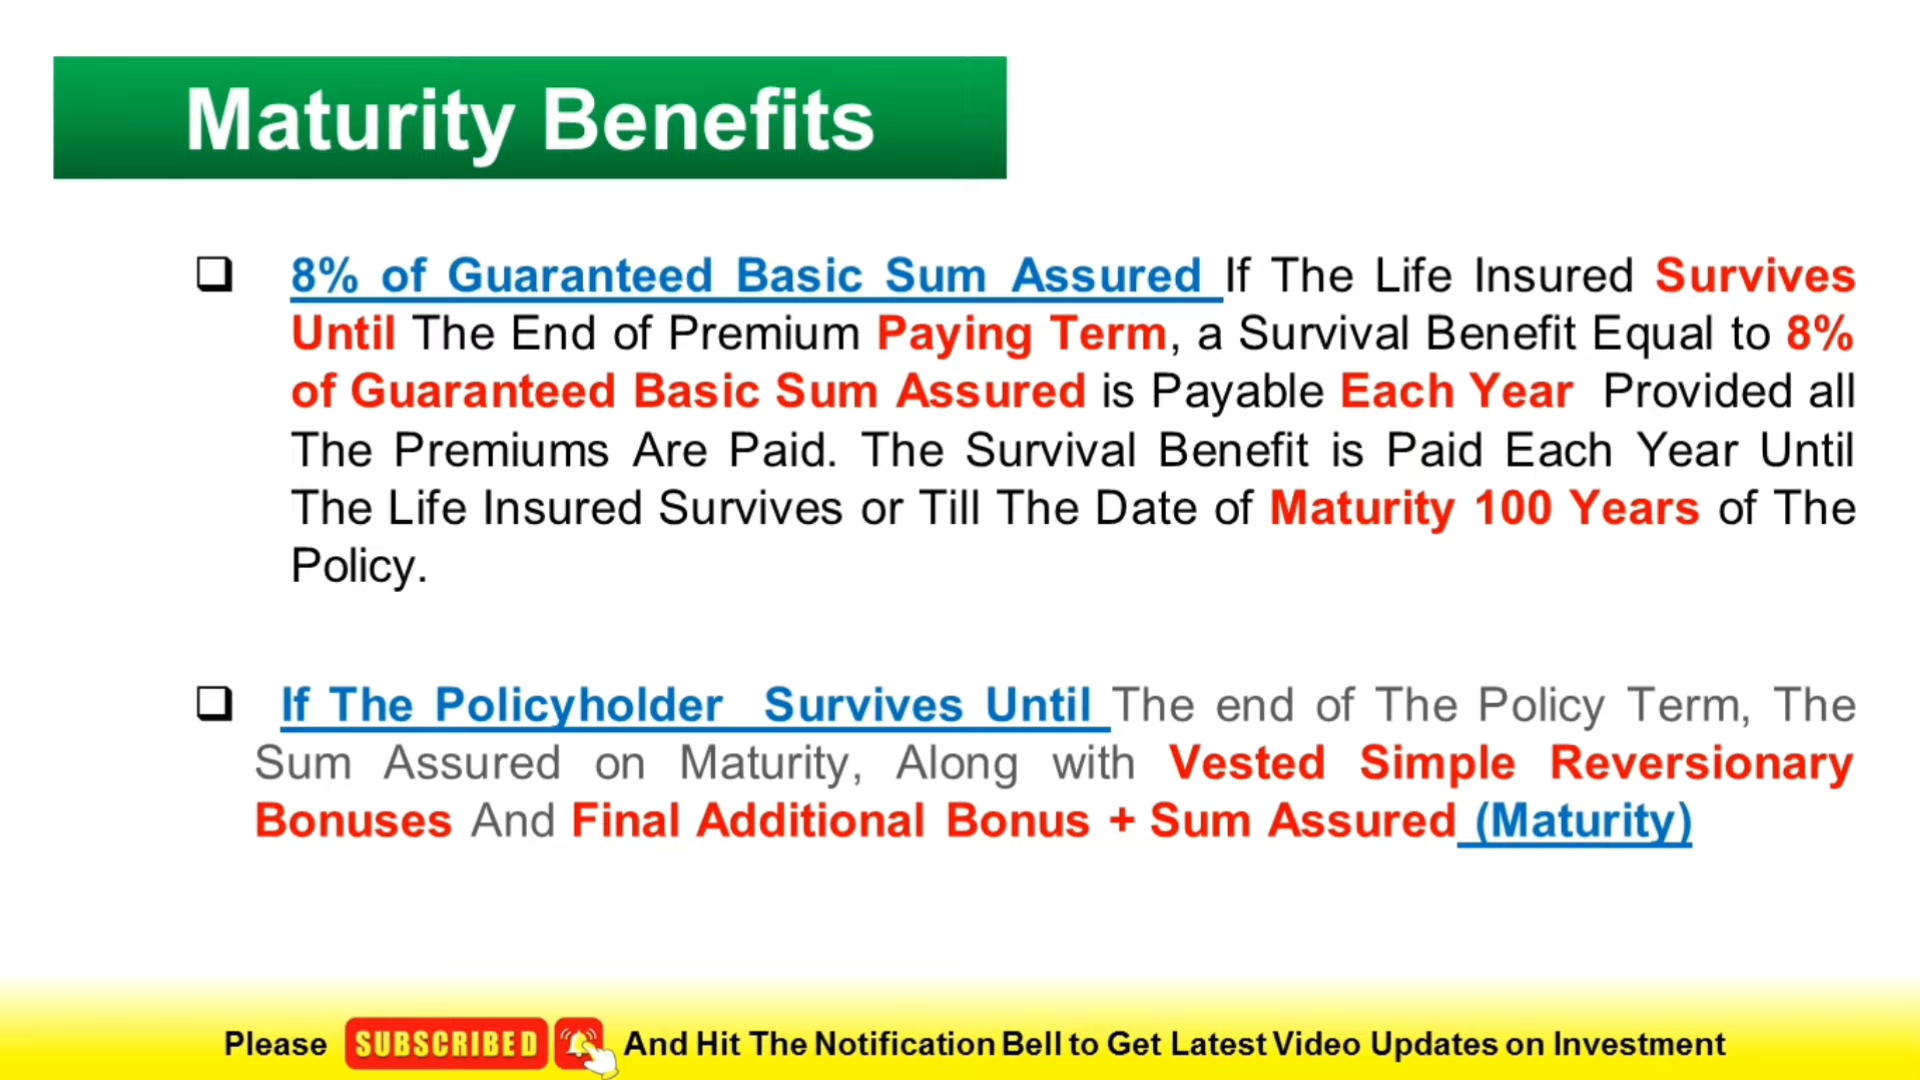 Maturity Benefits
8% of Guaranteed Basic Sum Assured If The Life Insured Survives
Until The End of Premium Paying Term, a Survival Benefit Equal to 8%
of Guaranteed Basic Sum Assured is Payable Each Year Provided all
The Premiums Are Paid. The Survival Benefit is Paid Each Year Until
The Life Insured Survives or Till The Date of Maturity 100 Years of The
Policy.
If The Policyholder Survives Until The end of The Policy Term, The
Sum Assured on Maturity, Along with Vested Simple Reversionary
Bonuses And Final Additional Bonus + Sum Assured (Maturity)
Please SUBSCRIBED And Hit The Notification Bell to Get Latest Video Updates on Investment